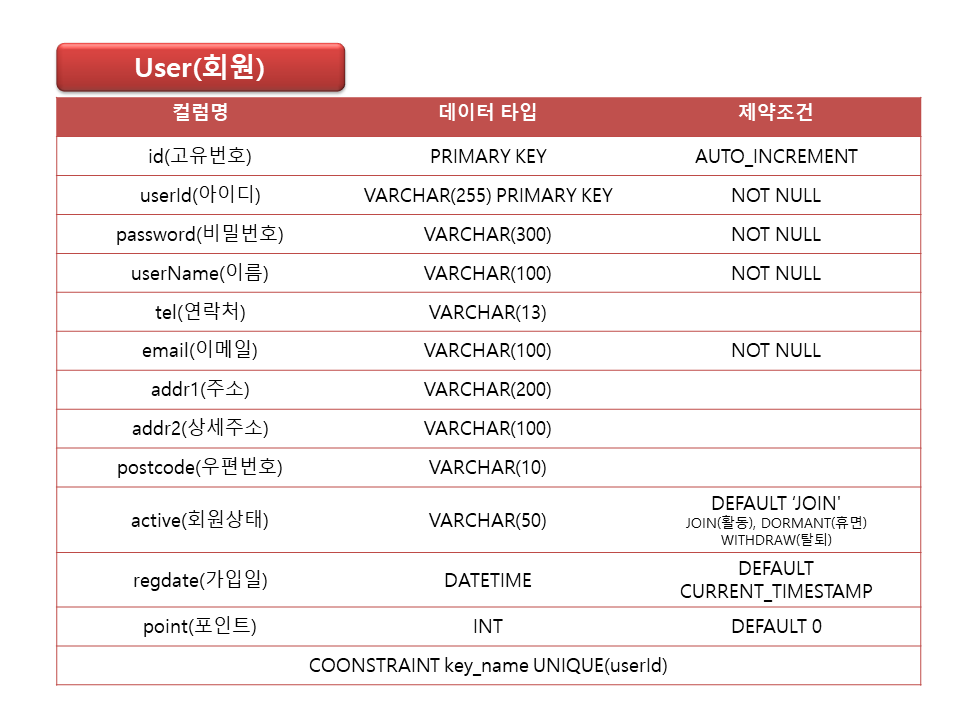 User(회원)
컬럼명 데이터 타입 제약조건
id(고유번호) PRIMARY KEY AUTO_INCREMENT
userId(아이디) VARCHAR(255) PRIMARY KEY NOT NULL
password(비밀번호) VARCHAR(300) NOT NULL
userName(이름) VARCHAR(100) NOT NULL
tel(연락처) VARCHAR(13)
email(이메일) VARCHAR(100) NOT NULL
addr1(주소) VARCHAR(200)
addr2(상세주소) VARCHAR(100)
postcode(우편번호) VARCHAR(10)
active(회원상태) VARCHAR(50) DEFAULT ‘JOIN'
JOIN(활동), DORMANT(휴면)
WITHDRAW(탈퇴)
regdate(가입일) DATETIME DEFAULT
CURRENT_TIMESTAMP
point(포인트) INT DEFAULT 0
COONSTRAINT key_name UNIQUE(userId)